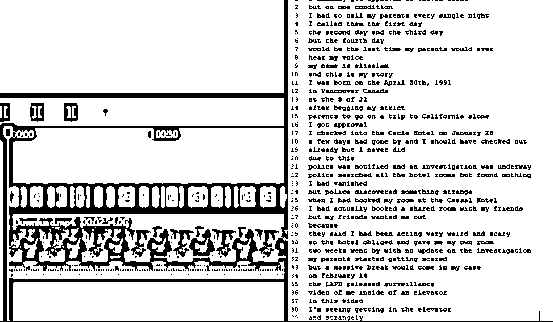 00:00
00:30
2 but on one condition
3 I had to call my parents every single night
4 I called them the first day
5 the second day and the third day
6 but the fourth day
7 would be the last time my parents would ever
8 hear my voice
9 my name is
10 and this is my story
11 I was born on the April 30th, 1991
12 in Vancouver Canada
13 at the
14 after begging my strict
15 parents to go on a trip to California alone
16 I got approval
17 I checked into the Hotel on January 28
18 a few days had gone by and I should have checked out
19 already but I never did
20 due to this
21 police was notified and an investigation was underway
22 police searched all the hotel rooms but found nothing
23 I had vanished
24 but police discovered something strange
25 when I had booked my room at the Hotel
26 I had actually booked a shared room with my friends
27 but my friends wanted me out
28 because
29 they said I had been acting very weird and scary
30 so the hotel obliged and gave me my own room
31 two weeks went by with no update on the investigation
32 my parents started getting scared
33 but a massive break would come in my case
34 on February 14
35 the LAPD released surveillance
36 video of me inside of an elevator
37 in this video
38 I'm seeing getting in the elevator
and strangely